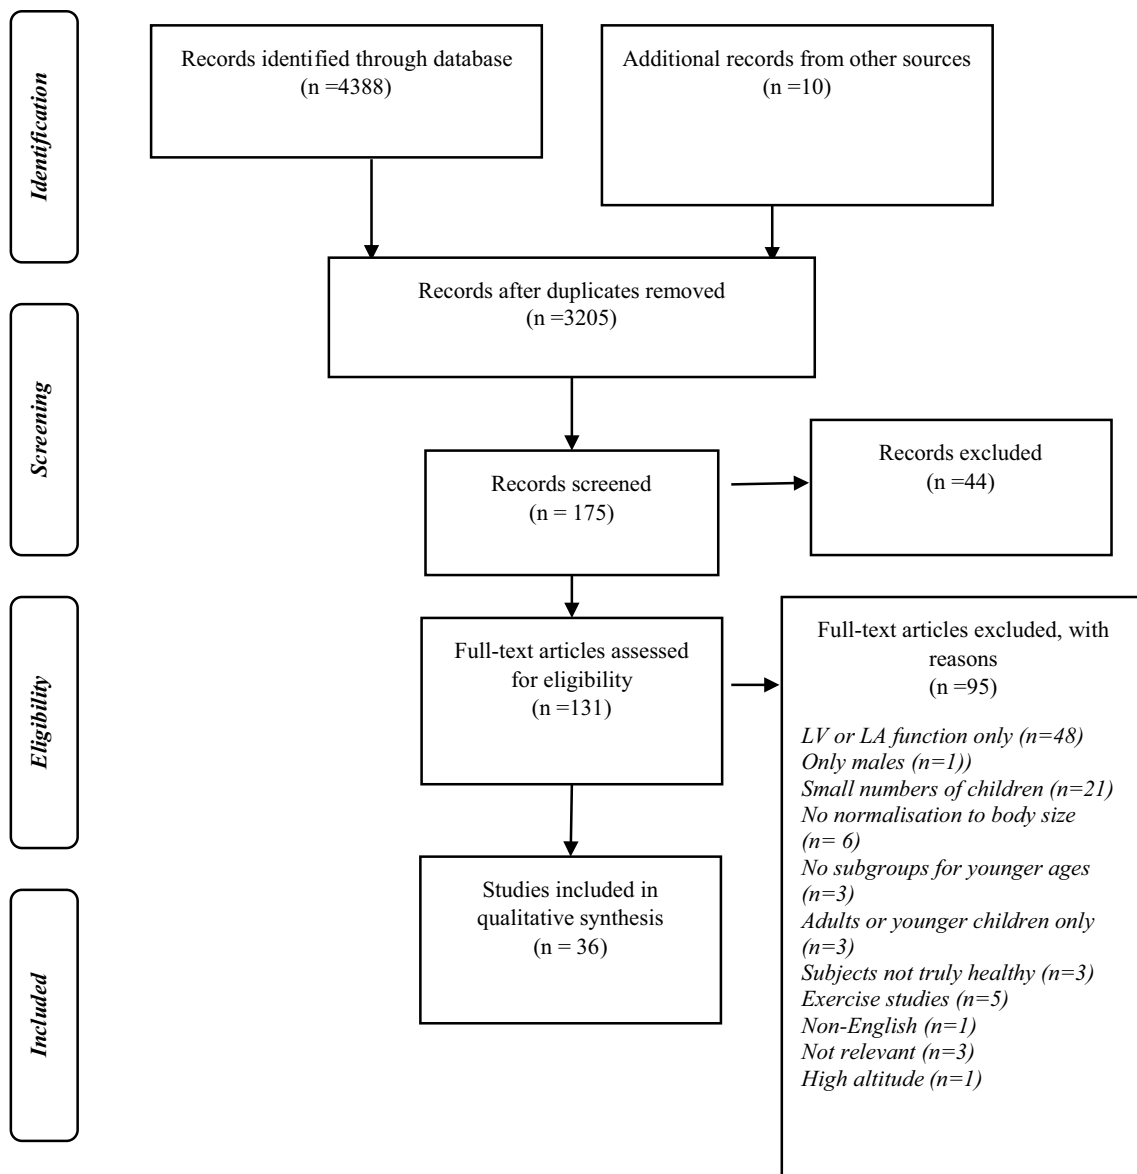 Identification
Records identified through database
(n =4388)
Additional records from other sources
(n =10)
Records after duplicates removed
(n =3205)
Screening
Records screened
(n = 175)
Records excluded
(n =44)
Eligibility
Full-text articles assessed
for eligibility
(n =131)
Full-text articles excluded, with
reasons
(n =95)
LV or LA function only (n=48)
Only males (n=1))
Small numbers of children (n=21)
No normalisation to body size
(n= 6)
No subgroups for younger ages
(n=3)
Adults or younger children only
(n=3)
Subjects not truly healthy (n=3)
Exercise studies (n=5)
Non-English (n=1)
Not relevant (n=3)
High altitude (n=1)
Included
Studies included in
qualitative synthesis
(n = 36)